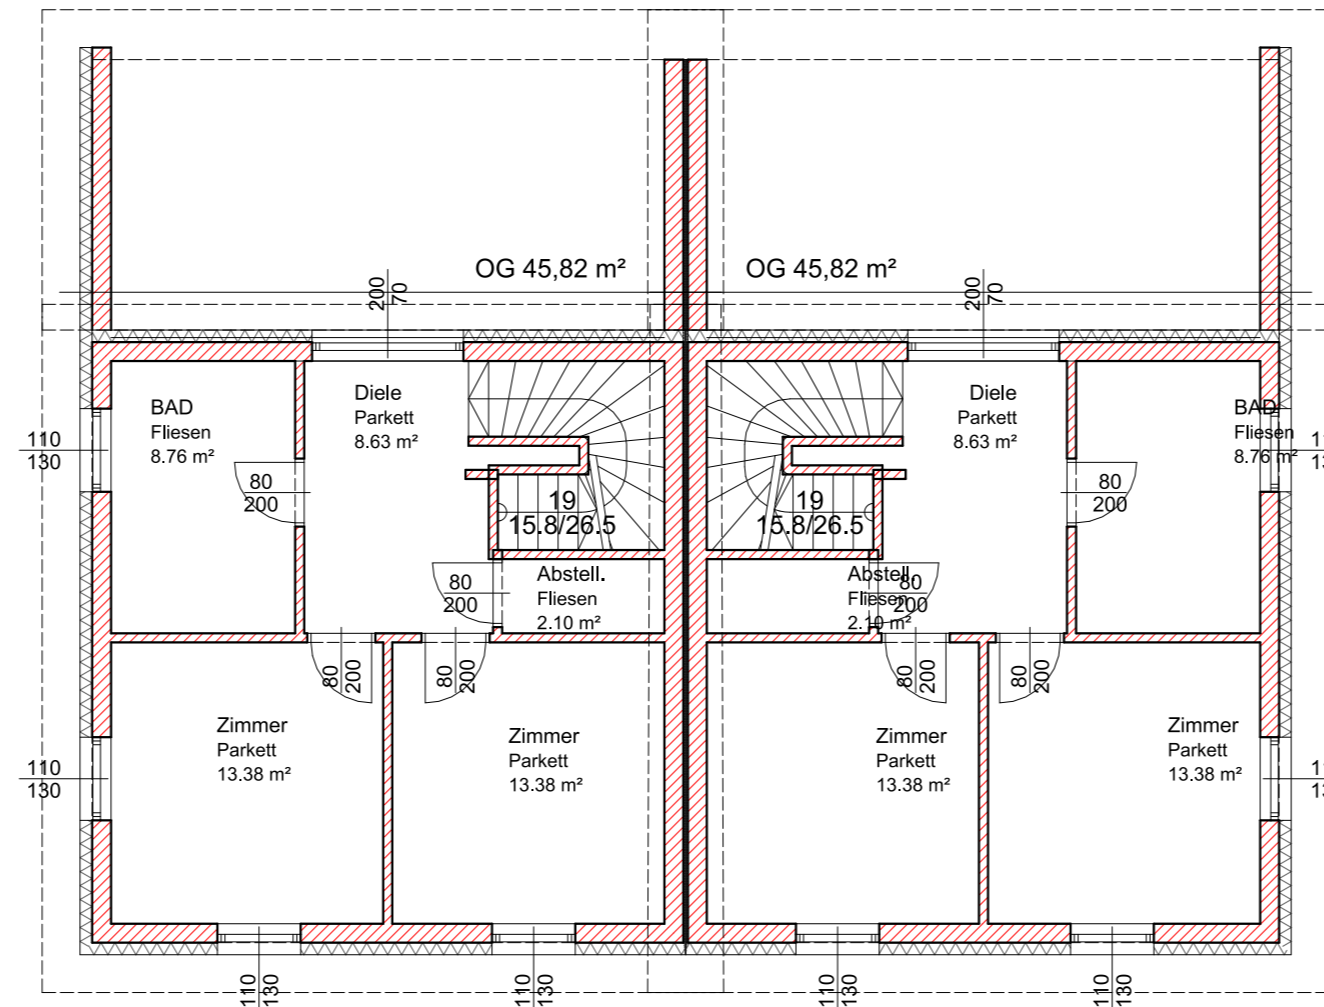 OG 45,82 m²
OG 45,82 m²
200
70
200
70
BAD
Fliesen
8.76 m²
Diele
Parkett
8.63 m²
Diele
Parkett
8.63 m²
BAD
Fliesen
8.76 m²
110
130
80
200
19
15.8/26.5
19
15.8/26.5
80
200
80
200
Abstell.
Fliesen
2.10 m²
Abstell.
Fliesen
2.10 m²
80
200
80
200
80
200
80
200
80
200
Zimmer
Parkett
13.38 m²
Zimmer
Parkett
13.38 m²
Zimmer
Parkett
13.38 m²
Zimmer
Parkett
13.38 m²
110
130
110
130
110
130
110
130
110
130